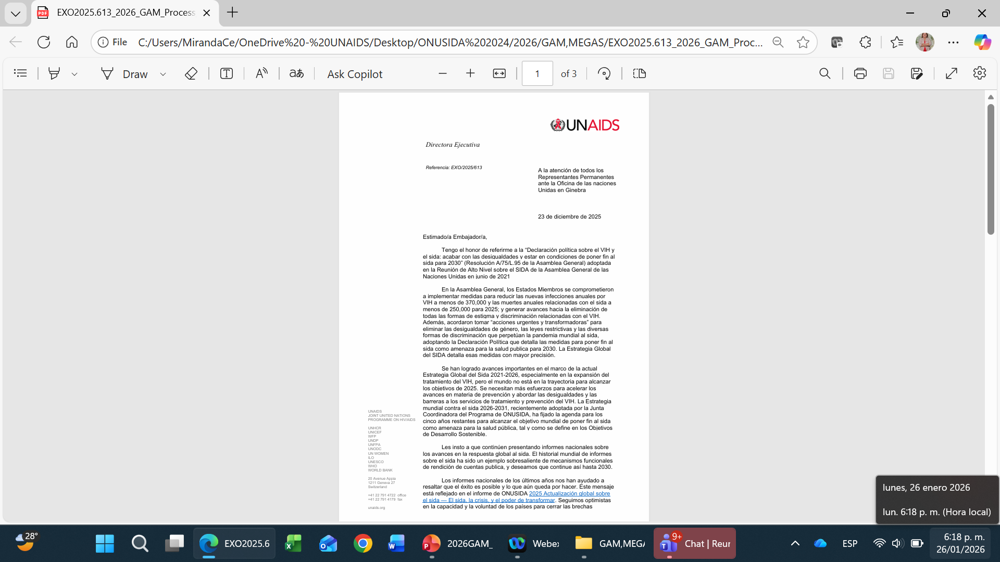 EXO2025.613_2026_GAM_Process
File
C:/Users/MirandaCe/OneDrive%20-%20UNAIDS/Desktop/ONUSIDA%202024/2026/GAM,MEGAS/EXO2025.613_2026_GAM_Proc...
Draw
Ask Copilot
1
of 3
UNAIDS
Directora Ejecutiva
Referencia: EXO/2025/613
A la atención de todos los
Representantes Permanentes
ante la Oficina de las naciones
Unidas en Ginebra
23 de diciembre de 2025
Estimado/a Embajador/a,
Tengo el honor de referirme a la “Declaración política sobre el VIH y
el sida: acabar con las desigualdades y estar en condiciones de poner fin al
sida para 2030” (Resolución A/75/L.95 de la Asamblea General) adoptada
en la Reunión de Alto Nivel sobre el SIDA de la Asamblea General de las
Naciones Unidas en junio de 2021
En la Asamblea General, los Estados Miembros se comprometieron
a implementar medidas para reducir las nuevas infecciones anuales por
VIH a menos de 370,000 y las muertes anuales relacionadas con el sida a
menos de 250,000 para 2025; y generar avances hacia la eliminación de
todas las formas de estigma y discriminación relacionadas con el VIH.
Además, acordaron tomar “acciones urgentes y transformadoras” para
eliminar las desigualdades de género, las leyes restrictivas y las diversas
formas de discriminación que perpetúan la pandemia mundial al sida,
adoptando la Declaración Política que detalla las medidas para poner fin al
sida como amenaza para la salud publica para 2030. La Estrategia Global
del SIDA detalla esas medidas con mayor precisión.
Se han logrado avances importantes en el marco de la actual
Estrategia Global del Sida 2021-2026, especialmente en la expansión del
tratamiento del VIH, pero el mundo no está en la trayectoria para alcanzar
los objetivos de 2025. Se necesitan más esfuerzos para acelerar los
avances en materia de prevención y abordar las desigualdades y las
barreras a los servicios de tratamiento y prevención del VIH. La Estrategia
mundial contra el sida 2026-2031, recientemente adoptada por la Junta
Coordinadora del Programa de ONUSIDA, ha fijado la agenda para los
cinco años restantes para alcanzar el objetivo mundial de poner fin al sida
como amenaza para la salud pública, tal y como se define en los Objetivos
de Desarrollo Sostenible.
Les insto a que continúen presentando informes nacionales sobre
los avances en la respuesta global al sida. El historial mundial de informes
sobre el sida ha sido un ejemplo sobresaliente de mecanismos funcionales
de rendición de cuentas publica, y deseamos que continue así hasta 2030.
Los informes nacionales de los últimos años nos han ayudado a
resaltar que el éxito es posible y lo que aún queda por hacer. Este mensaje
está reflejado en el informe de ONUSIDA 2025 Actualización global sobre
el sida — El sida, la crisis, y el poder de transformar. Seguimos optimistas
en la capacidad y la voluntad de los países para cerrar las brechas
UNAIDS
JOINT UNITED NATIONS
PROGRAMME ON HIV/AIDS
UNHCR
UNICEF
WFP
UNDP
UNFPA
UNODC
UN WOMEN
ILO
UNESCO
WHO
WORLD BANK
20 Avenue Appia
1211 Geneva 27
Switzerland
+41 22 791 4722 office
+41 22 791 4179 fax
unaids.org
lunes, 26 enero 2026
lun. 6:18 p. m. (Hora local)
28°
EXO2025.6
2026GAM_
Webex
GAM,MEGA
9+
Chat | Reur
ESP
6:18 p. m.
26/01/2026